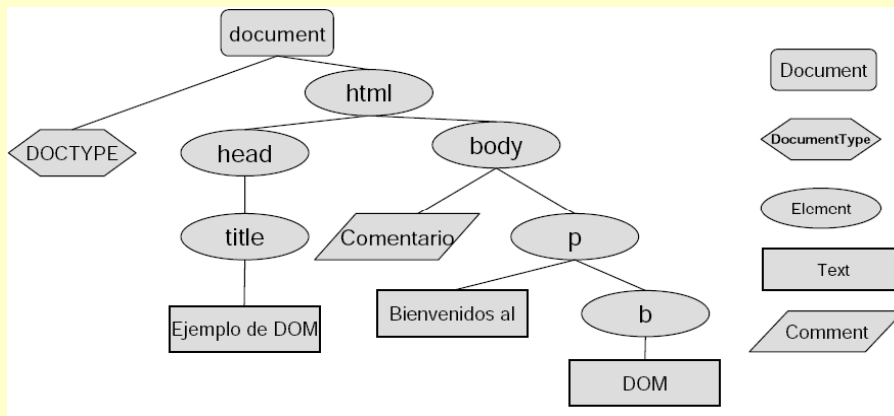 document
html
DOCTYPE
head
body
title
Comentario
p
Ejemplo de DOM
Bienvenidos al
b
DOM
Document
DocumentType
Element
Text
Comment